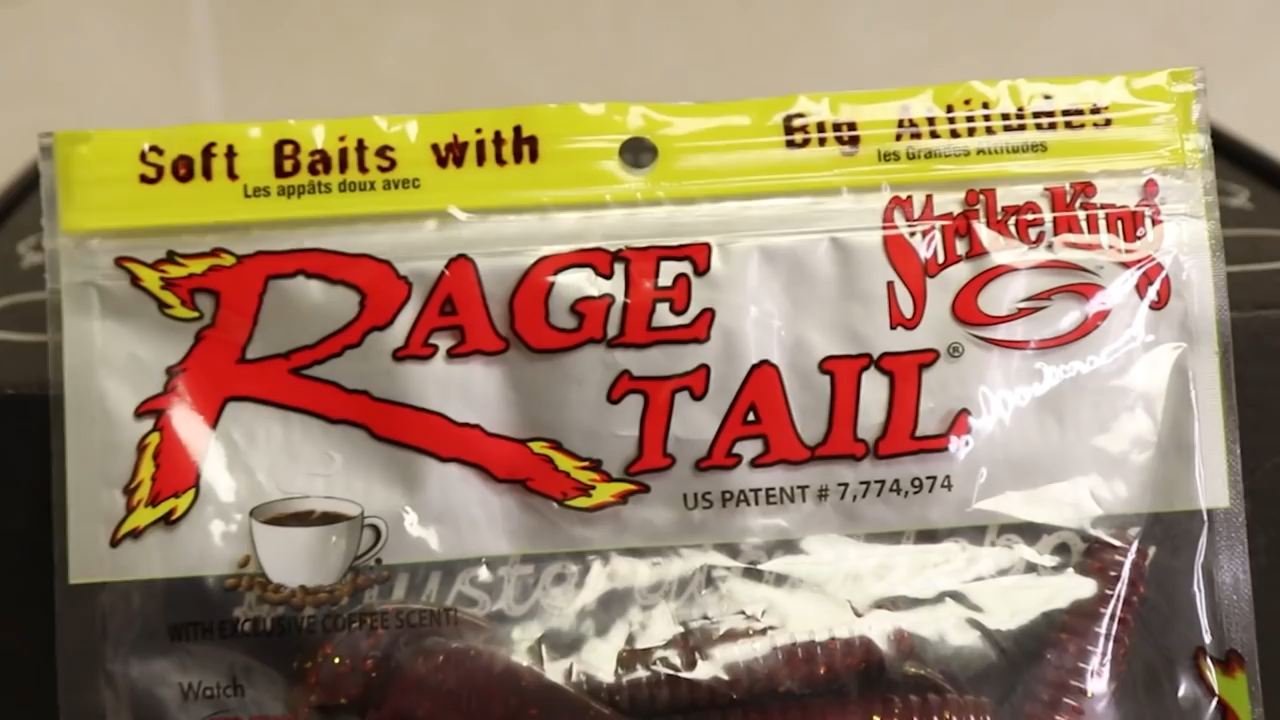 Soft Baits with Big Attitudes
Les appâts doux avec les Grandes Attitudes
Strike King
RAGE
TAIL®
US PATENT # 7,774,974
WITH EXCLUSIVE COFFEE SCENT!
Watch